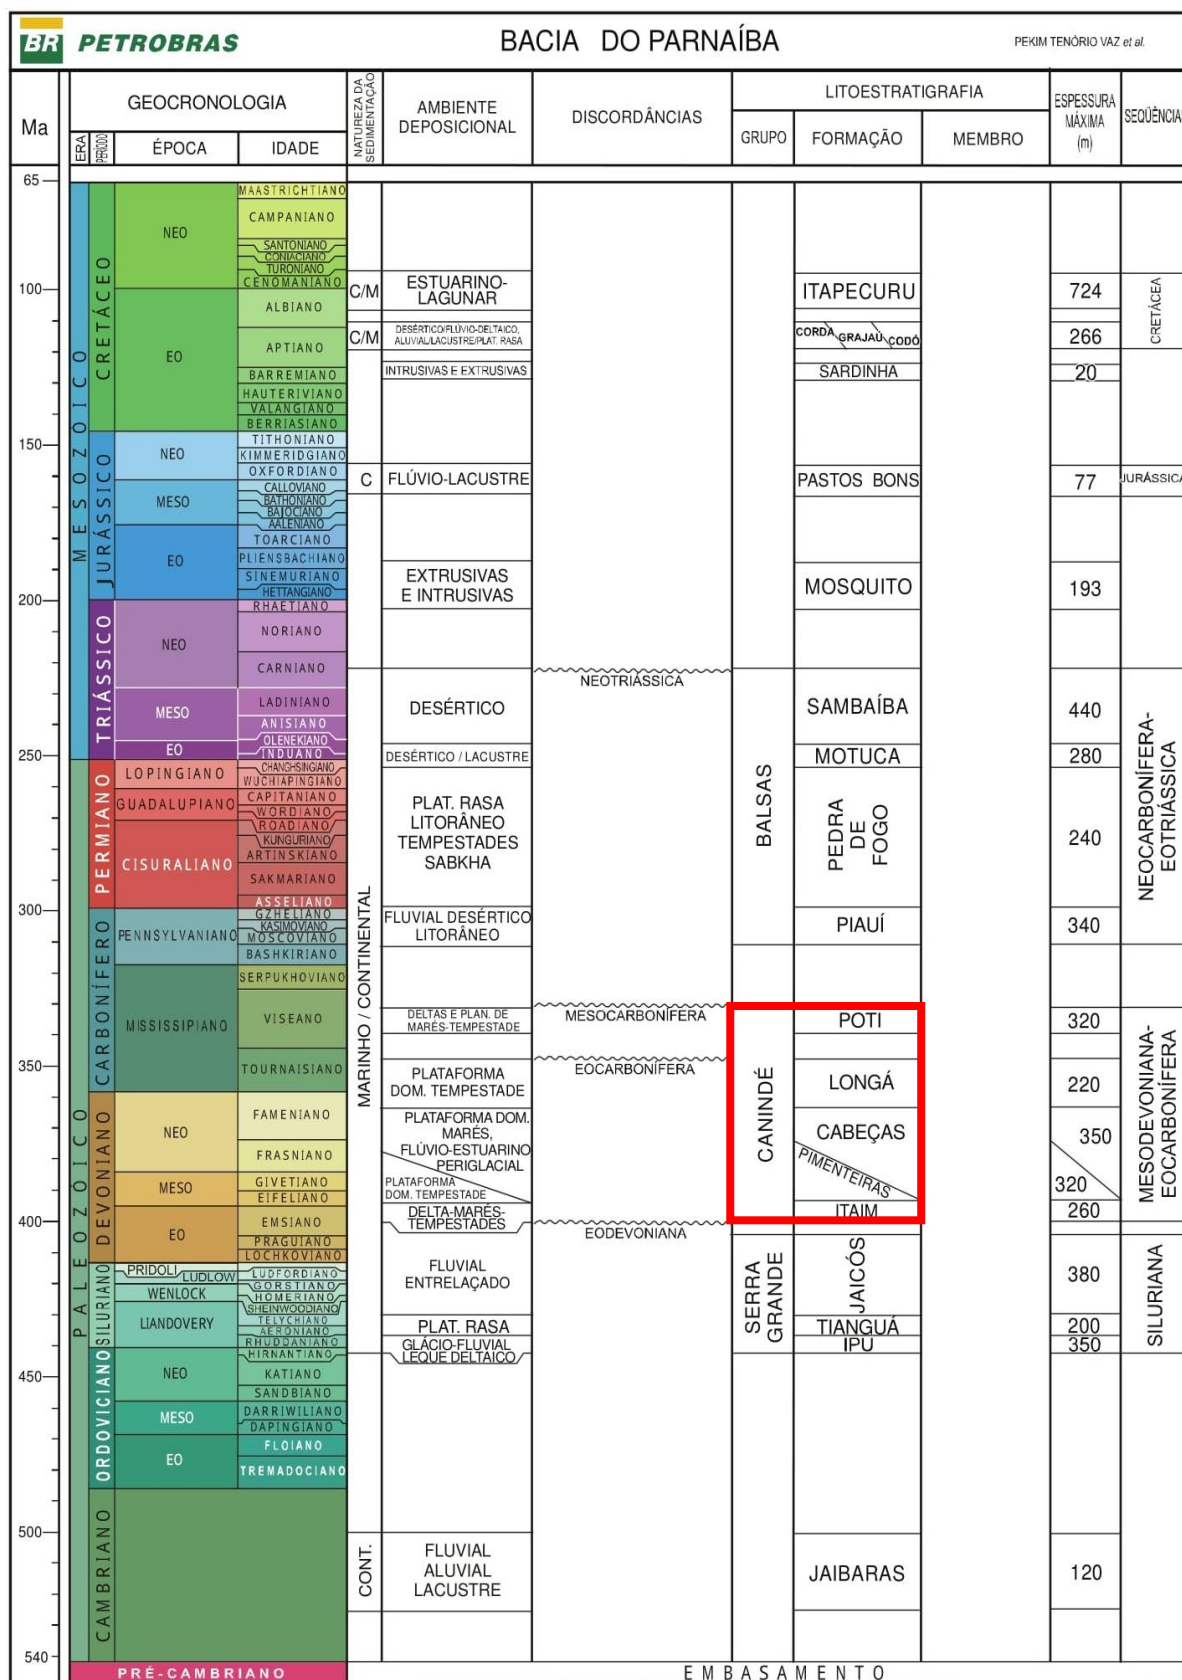 BR PETROBRAS
BACIA DO PARNAÍBA
PEKIM TENÓRIO VAZ et al.
Ma
GEOCRONOLOGIA
ERA
PERÍODO
ÉPOCA
IDADE
NATUREZA DA
SEDIMENTAÇÃO
AMBIENTE
DEPOSICIONAL
DISCORDÂNCIAS
LITOESTRATIGRAFIA
GRUPO
FORMAÇÃO
MEMBRO
ESPESSURA
MÁXIMA
(m)
SEQÜÊNCIAS
65
100
150
200
250
300
350
400
450
500
540
MESOZOICO
PALEOZÓICO
CRETÁCEO
JURÁSSICO
TRIÁSSICO
PERMIANO
CARBONÍFERO
DEVONIANO
SILURIANO
ORDOVICIANO
CAMBRIANO
NEO
EO
NEO
MESO
EO
NEO
MESO
EO
LOPINGIANO
GUADALUPIANO
CISURALIANO
PENNSYLVANIANO
MISSISSIPIANO
NEO
MESO
EO
PRIDOLI
LUDLOW
WENLOCK
LIANDOVERY
NEO
MESO
EO
MAASTRICHTIANO
CAMPANIANO
SANTONIANO
CONIACIANO
TURONIANO
CENOMANIANO
ALBIANO
APTIANO
BARREMIANO
HAUTERIVIANO
VALANGIANO
BERRIASIANO
TITHONIANO
KIMMERIDGIANO
OXFORDIANO
CALLOVIANO
BATHONIANO
BAJOCIANO
AALENIANO
TOARCIANO
PLIENSBACHIANO
SINEMURIANO
HETTANGIANO
RHAETIANO
NORIANO
CARNIANO
LADINIANO
ANISIANO
OLENEKIANO
INDUANO
CHANGHSINGIANO
WUCHIAPINGIANO
CAPITANIANO
WORDIANO
ROADIANO
KUNGURIANO
ARTINSKIANO
SAKMARIANO
ASSELIANO
GZHELIANO
KASIMOVIANO
MOSCOVIANO
BASHKIRIANO
SERPUKHOVIANO
VISEANO
TOURNAISIANO
FAMENIANO
FRASNIANO
GIVETIANO
EIFELIANO
EMSIANO
PRAGUIANO
LOCHKOVIANO
LUDFORDIANO
GORSTIANO
HOMERIANO
SHEINWOODIANO
TELYCHIANO
AERONIANO
RHUDDANIANO
HIRNANTIANO
KATIANO
SANDBIANO
DARRIWILIANO
DAPINGIANO
FLOIANO
TREMADOCIANO
C/M
C/M
C
MARINHO / CONTINENTAL
CONT.
ESTUARINO-
LAGUNAR
DESÉRTICO/FLÚVIO-DELTAICO,
ALUVIAL/LACUSTRE/PLAT. RASA
INTRUSIVAS E EXTRUSIVAS
FLÚVIO-LACUSTRE
EXTRUSIVAS
E INTRUSIVAS
DESÉRTICO
DESÉRTICO / LACUSTRE
PLAT. RASA
LITORÂNEO
TEMPESTADES
SABKHA
FLUVIAL DESÉRTICO
LITORÂNEO
DELTAS E PLAN. DE
MARÉS-TEMPESTADE
PLATAFORMA
DOM. TEMPESTADE
PLATAFORMA DOM.
MARÉS,
FLÚVIO-ESTUARINO
PERIGLACIAL
PLATAFORMA
DOM. TEMPESTADE
DELTA-MARÉS-
TEMPESTADES
FLUVIAL
ENTRELAÇADO
PLAT. RASA
GLÁCIO-FLUVIAL
LEQUE DELTAICO
FLUVIAL
ALUVIAL
LACUSTRE
NEOTRIÁSSICA
MESOCARBONÍFERA
EOCARBONÍFERA
EODEVONIANA
BALSAS
CANINDÉ
SERRA
GRANDE
ITAPECURU
CORDA GRAJAÚ CODÓ
SARDINHA
PASTOS BONS
MOSQUITO
SAMBAÍBA
MOTUCA
PEDRA
DE
FOGO
PIAUÍ
POTI
LONGÁ
CABEÇAS
PIMENTEIRAS
ITAIM
JAICÓS
TIANGUÁ
IPU
JAIBARAS
724
266
20
77
193
440
280
240
340
320
220
350
320
260
380
200
350
120
CRETÁCEA
JURÁSSICA
NEOCARBONÍFERA-
EOTRIÁSSICA
MESODEVONIANA-
EOCARBONÍFERA
SILURIANA
PRÉ-CAMBRIANO
EMBASAMENTO